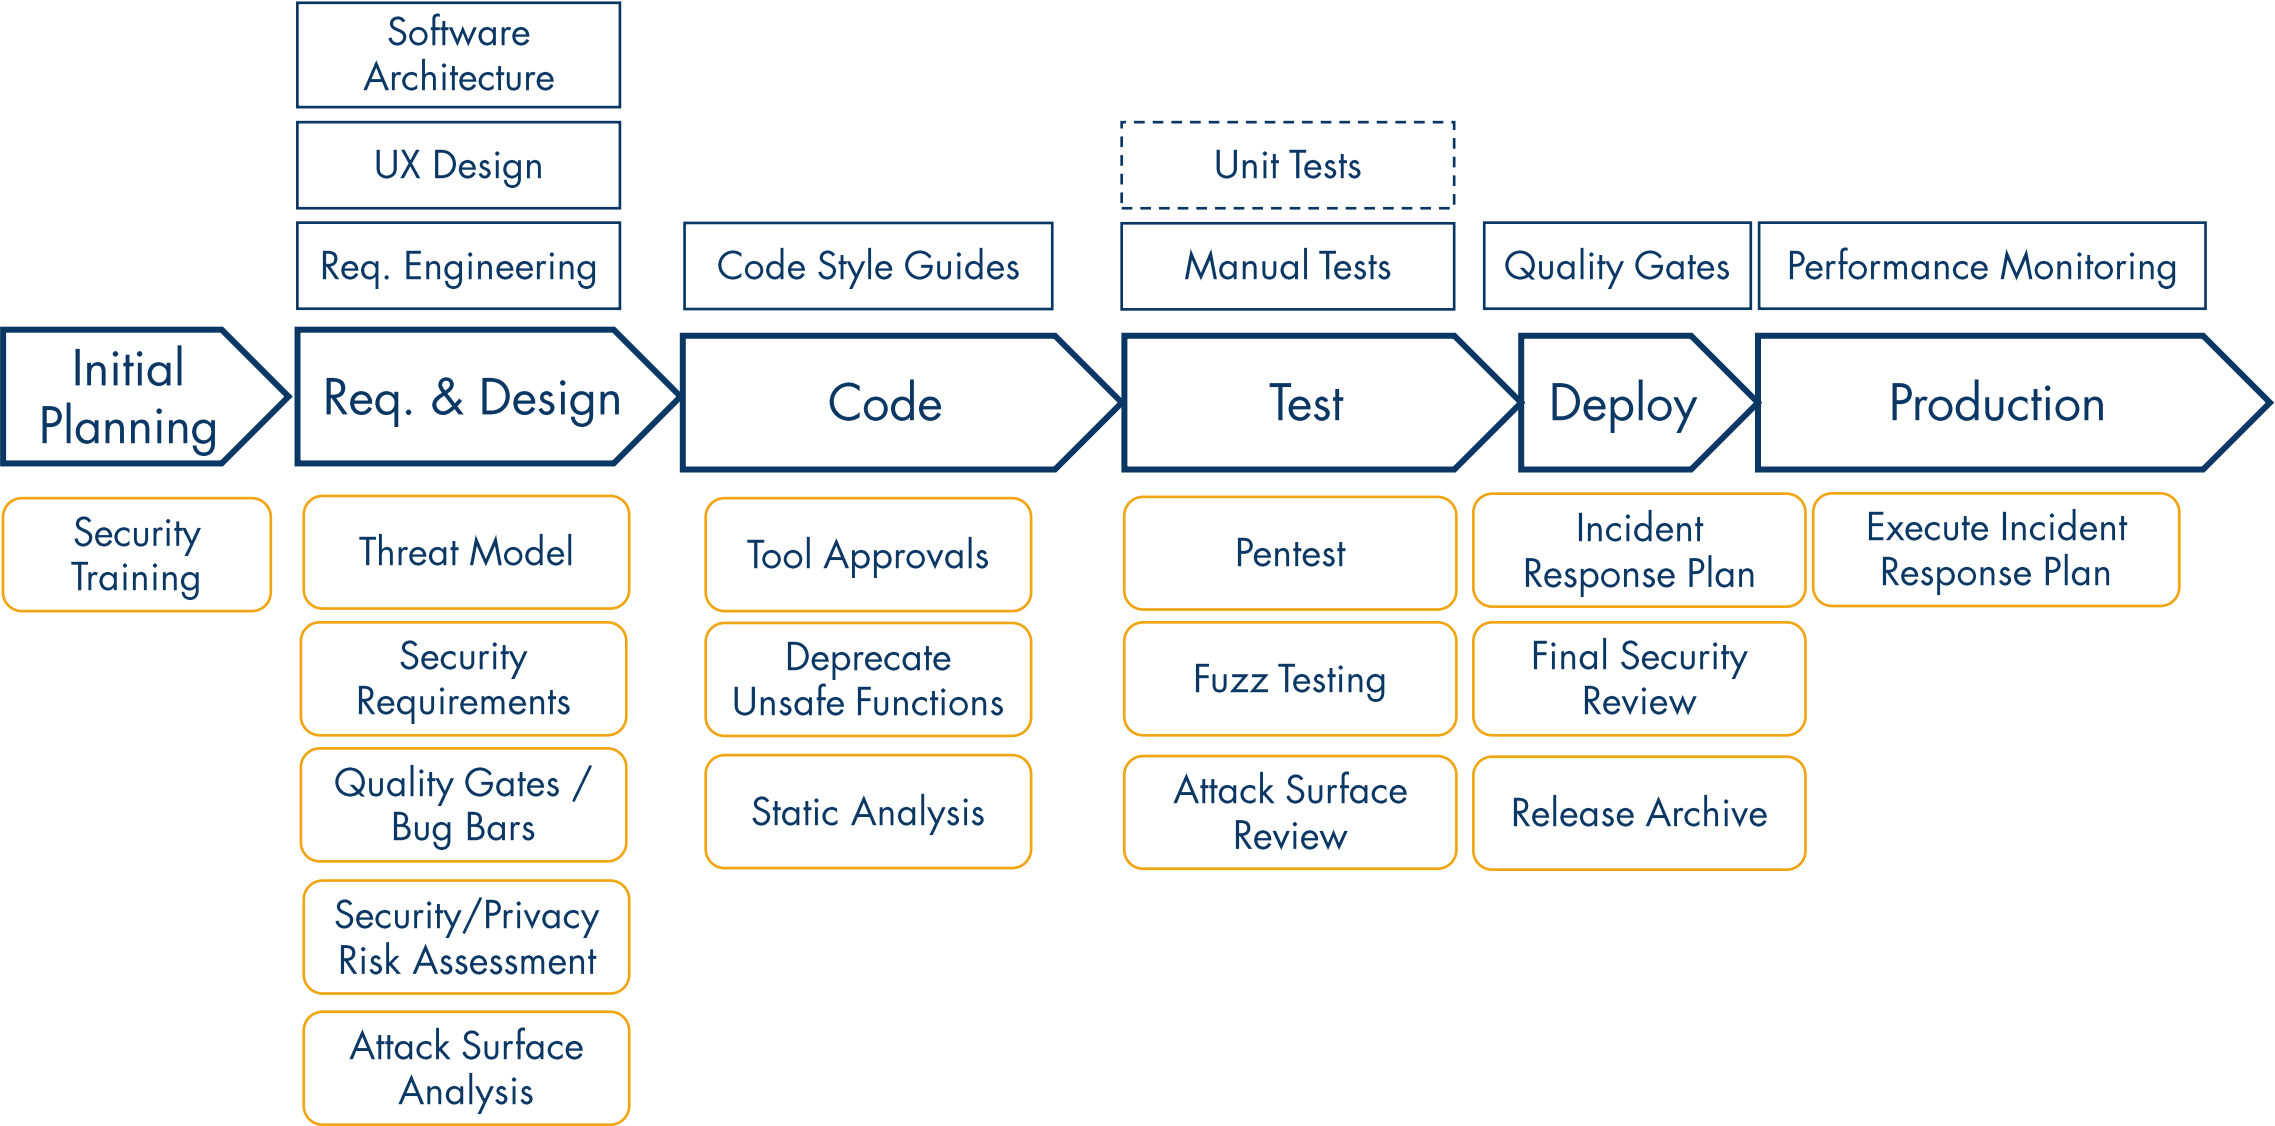 Software
Architecture
UX Design
Unit Tests
Req. Engineering
Code Style Guides
Manual Tests
Quality Gates
Performance Monitoring
Initial
Planning
Req. & Design
Code
Test
Deploy
Production
Security
Training
Threat Model
Tool Approvals
Pentest
Incident
Response Plan
Execute Incident
Response Plan
Security
Requirements
Deprecate
Unsafe Functions
Fuzz Testing
Final Security
Review
Quality Gates /
Bug Bars
Static Analysis
Attack Surface
Review
Release Archive
Security/Privacy
Risk Assessment
Attack Surface
Analysis